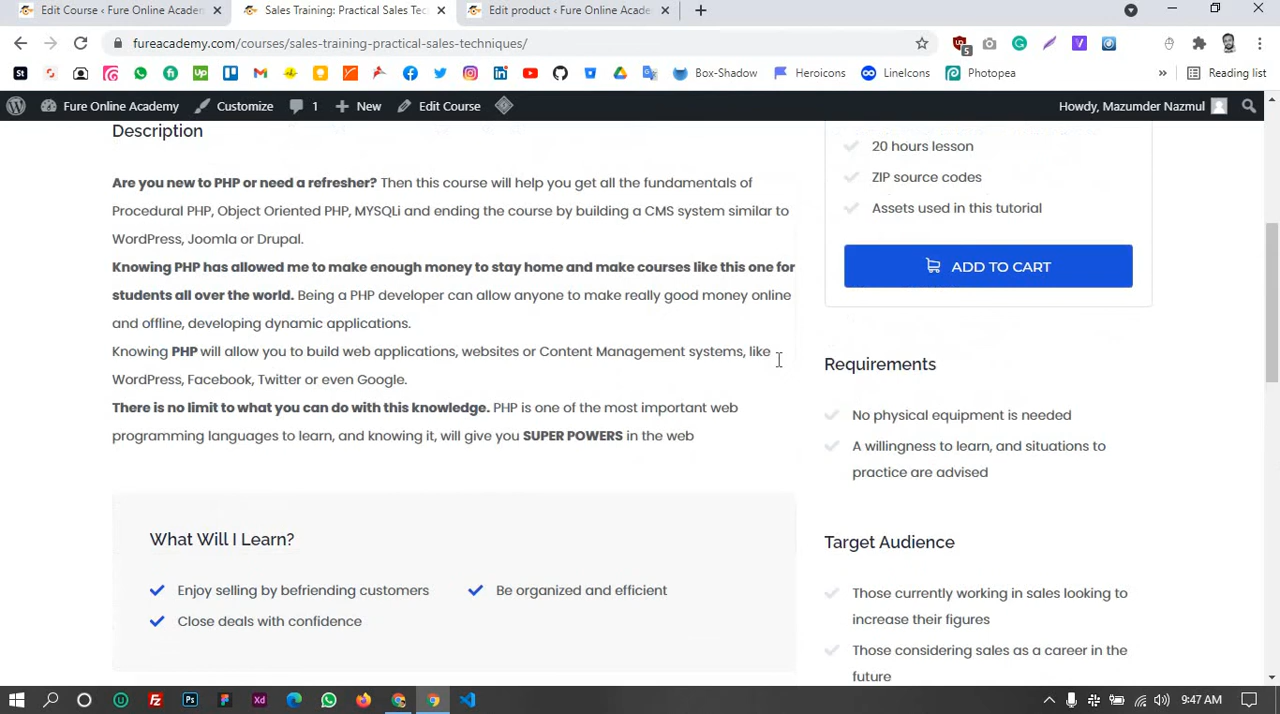 Edit Course ‹ Fure Online Acaden
Sales Training: Practical Sales Tec
Edit product ‹ Fure Online Acade
fureacademy.com/courses/sales-training-practical-sales-techniques/
Box-Shadow
Heroicons
LineIcons
Photopea
Reading list
Fure Online Academy
Customize
1
New
Edit Course
Howdy, Mazumder Nazmul
Description
Are you new to PHP or need a refresher? Then this course will help you get all the fundamentals of
Procedural PHP, Object Oriented PHP, MYSQLi and ending the course by building a CMS system similar to
WordPress, Joomla or Drupal.
Knowing PHP has allowed me to make enough money to stay home and make courses like this one for
students all over the world. Being a PHP developer can allow anyone to make really good money online
and offline, developing dynamic applications.
Knowing PHP will allow you to build web applications, websites or Content Management systems, like
WordPress, Facebook, Twitter or even Google.
There is no limit to what you can do with this knowledge. PHP is one of the most important web
programming languages to learn, and knowing it, will give you SUPER POWERS in the web
What Will I Learn?
Enjoy selling by befriending customers
Be organized and efficient
Close deals with confidence
20 hours lesson
ZIP source codes
Assets used in this tutorial
ADD TO CART
Requirements
No physical equipment is needed
A willingness to learn, and situations to
practice are advised
Target Audience
Those currently working in sales looking to
increase their figures
Those considering sales as a career in the
future
9:47 AM